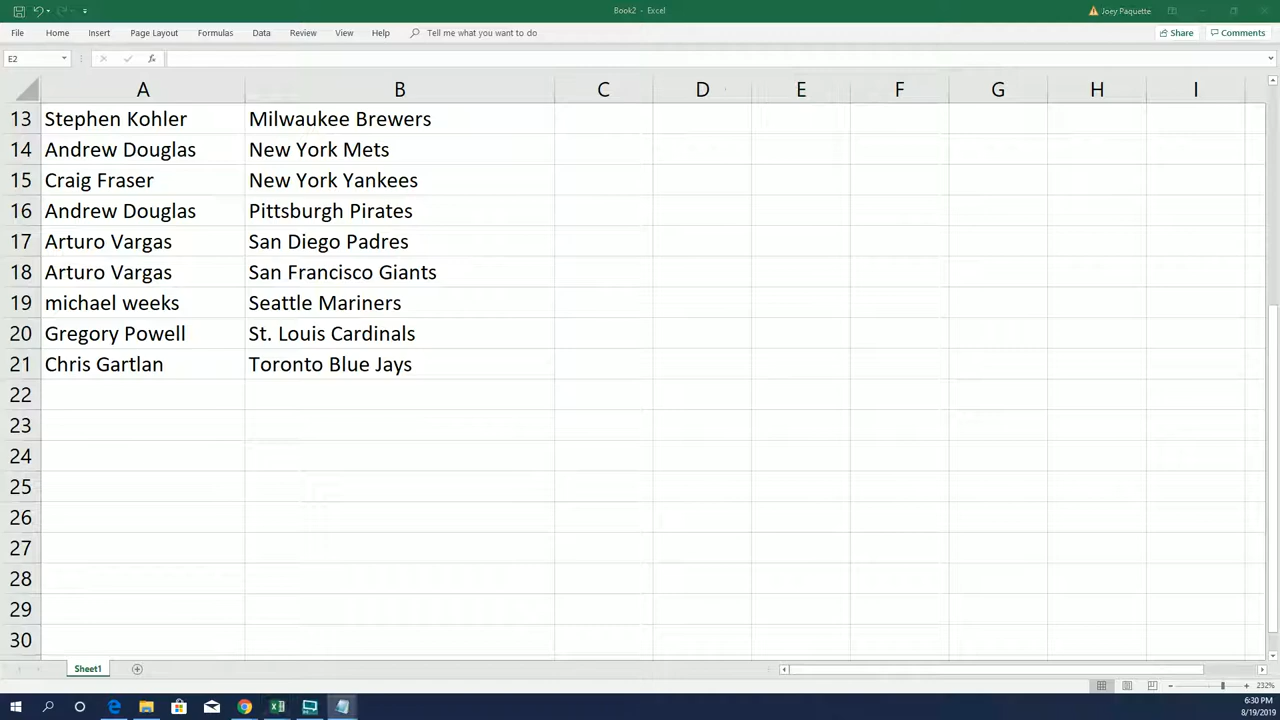 Book2 - Excel
Joey Paquette
File Home Insert Page Layout Formulas Data Review View Help Tell me what you want to do Share Comments
E2 fx
A B C D E F G H I
13 Stephen Kohler Milwaukee Brewers
14 Andrew Douglas New York Mets
15 Craig Fraser New York Yankees
16 Andrew Douglas Pittsburgh Pirates
17 Arturo Vargas San Diego Padres
18 Arturo Vargas San Francisco Giants
19 michael weeks Seattle Mariners
20 Gregory Powell St. Louis Cardinals
21 Chris Gartlan Toronto Blue Jays
22
23
24
25
26
27
28
29
30
Sheet1
232%
6:30 PM
8/19/2019